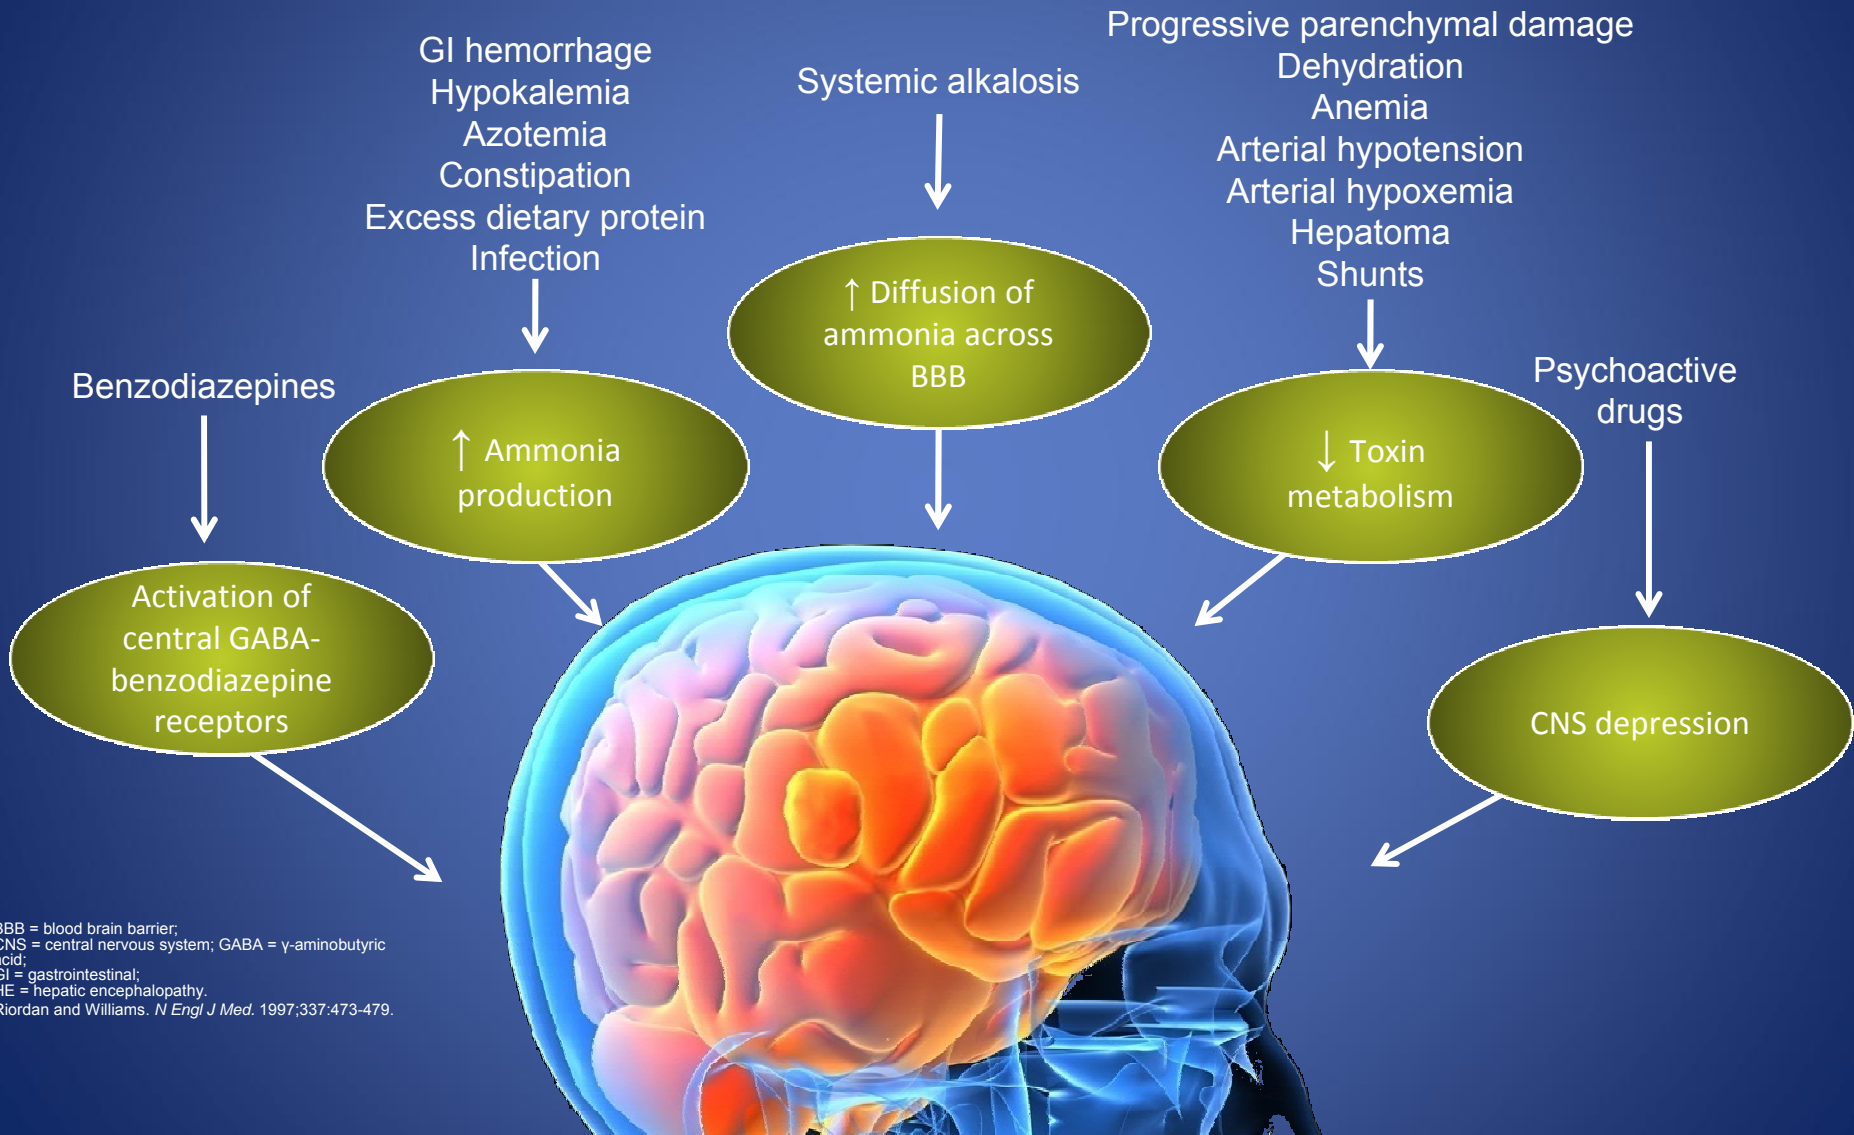 GI hemorrhage
Hypokalemia
Azotemia
Constipation
Excess dietary protein
Infection
Systemic alkalosis
Progressive parenchymal damage
Dehydration
Anemia
Arterial hypotension
Arterial hypoxemia
Hepatoma
Shunts
Benzodiazepines
↑ Ammonia
production
↑ Diffusion of
ammonia across
BBB
↓ Toxin
metabolism
Psychoactive
drugs
Activation of
central GABA-
benzodiazepine
receptors
CNS depression
BBB = blood brain barrier;
CNS = central nervous system; GABA = γ-aminobutyric
acid;
GI = gastrointestinal;
HE = hepatic encephalopathy.
Riordan and Williams. N Engl J Med. 1997;337:473-479.